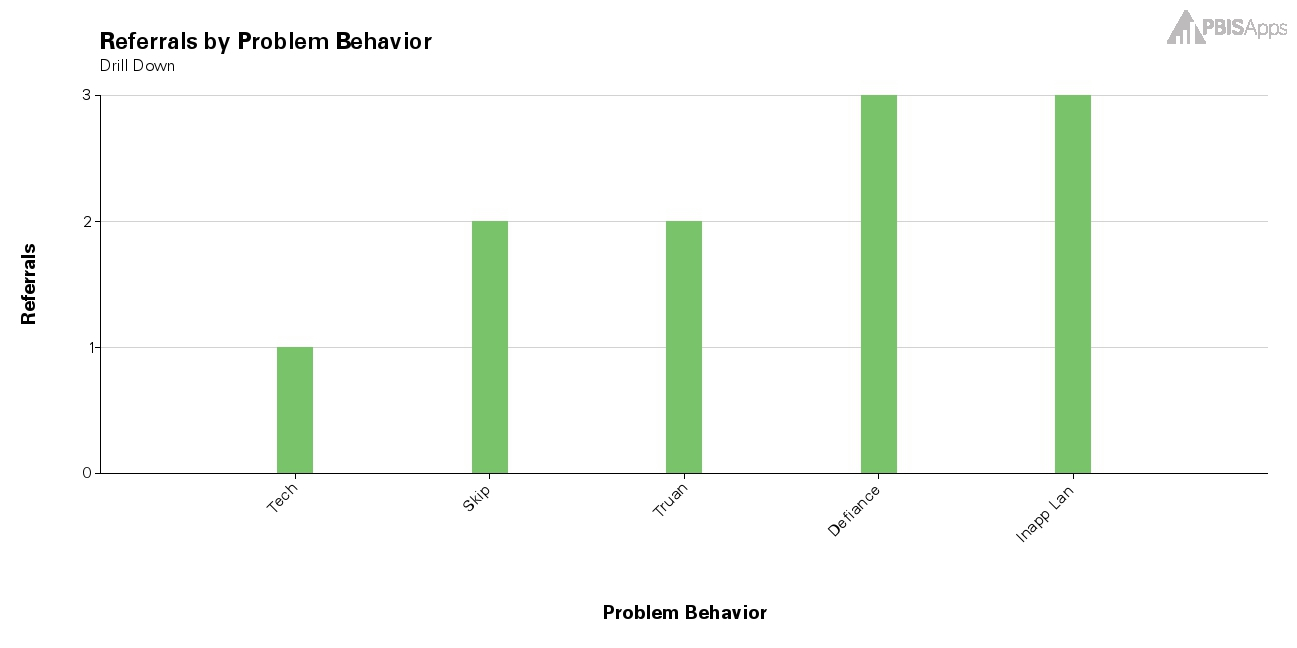 PBISApps
Referrals by Problem Behavior
Drill Down
3
2
1
0
Referrals
Tech
Skip
Truan
Defiance
Inapp Lan
Problem Behavior